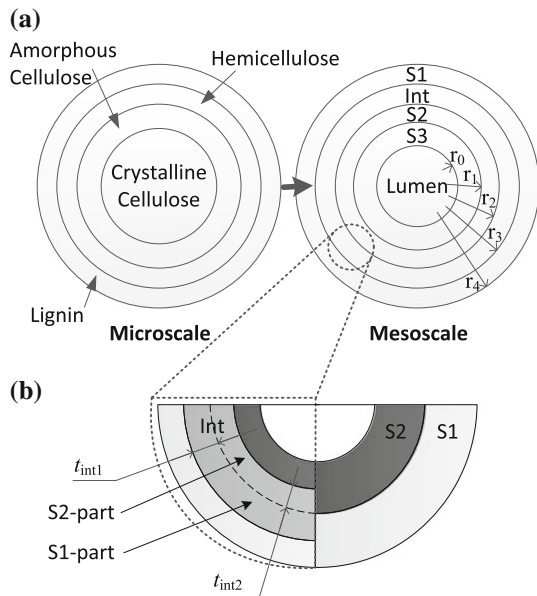 (a)
Amorphous
Cellulose
Hemicellulose
Crystalline
Cellulose
Lignin
Microscale
S1
Int
S2
S3
Lumen
r0
r1
r2
r3
r4
Mesoscale
(b)
Int
S2
S1
tint1
S2-part
S1-part
tint2